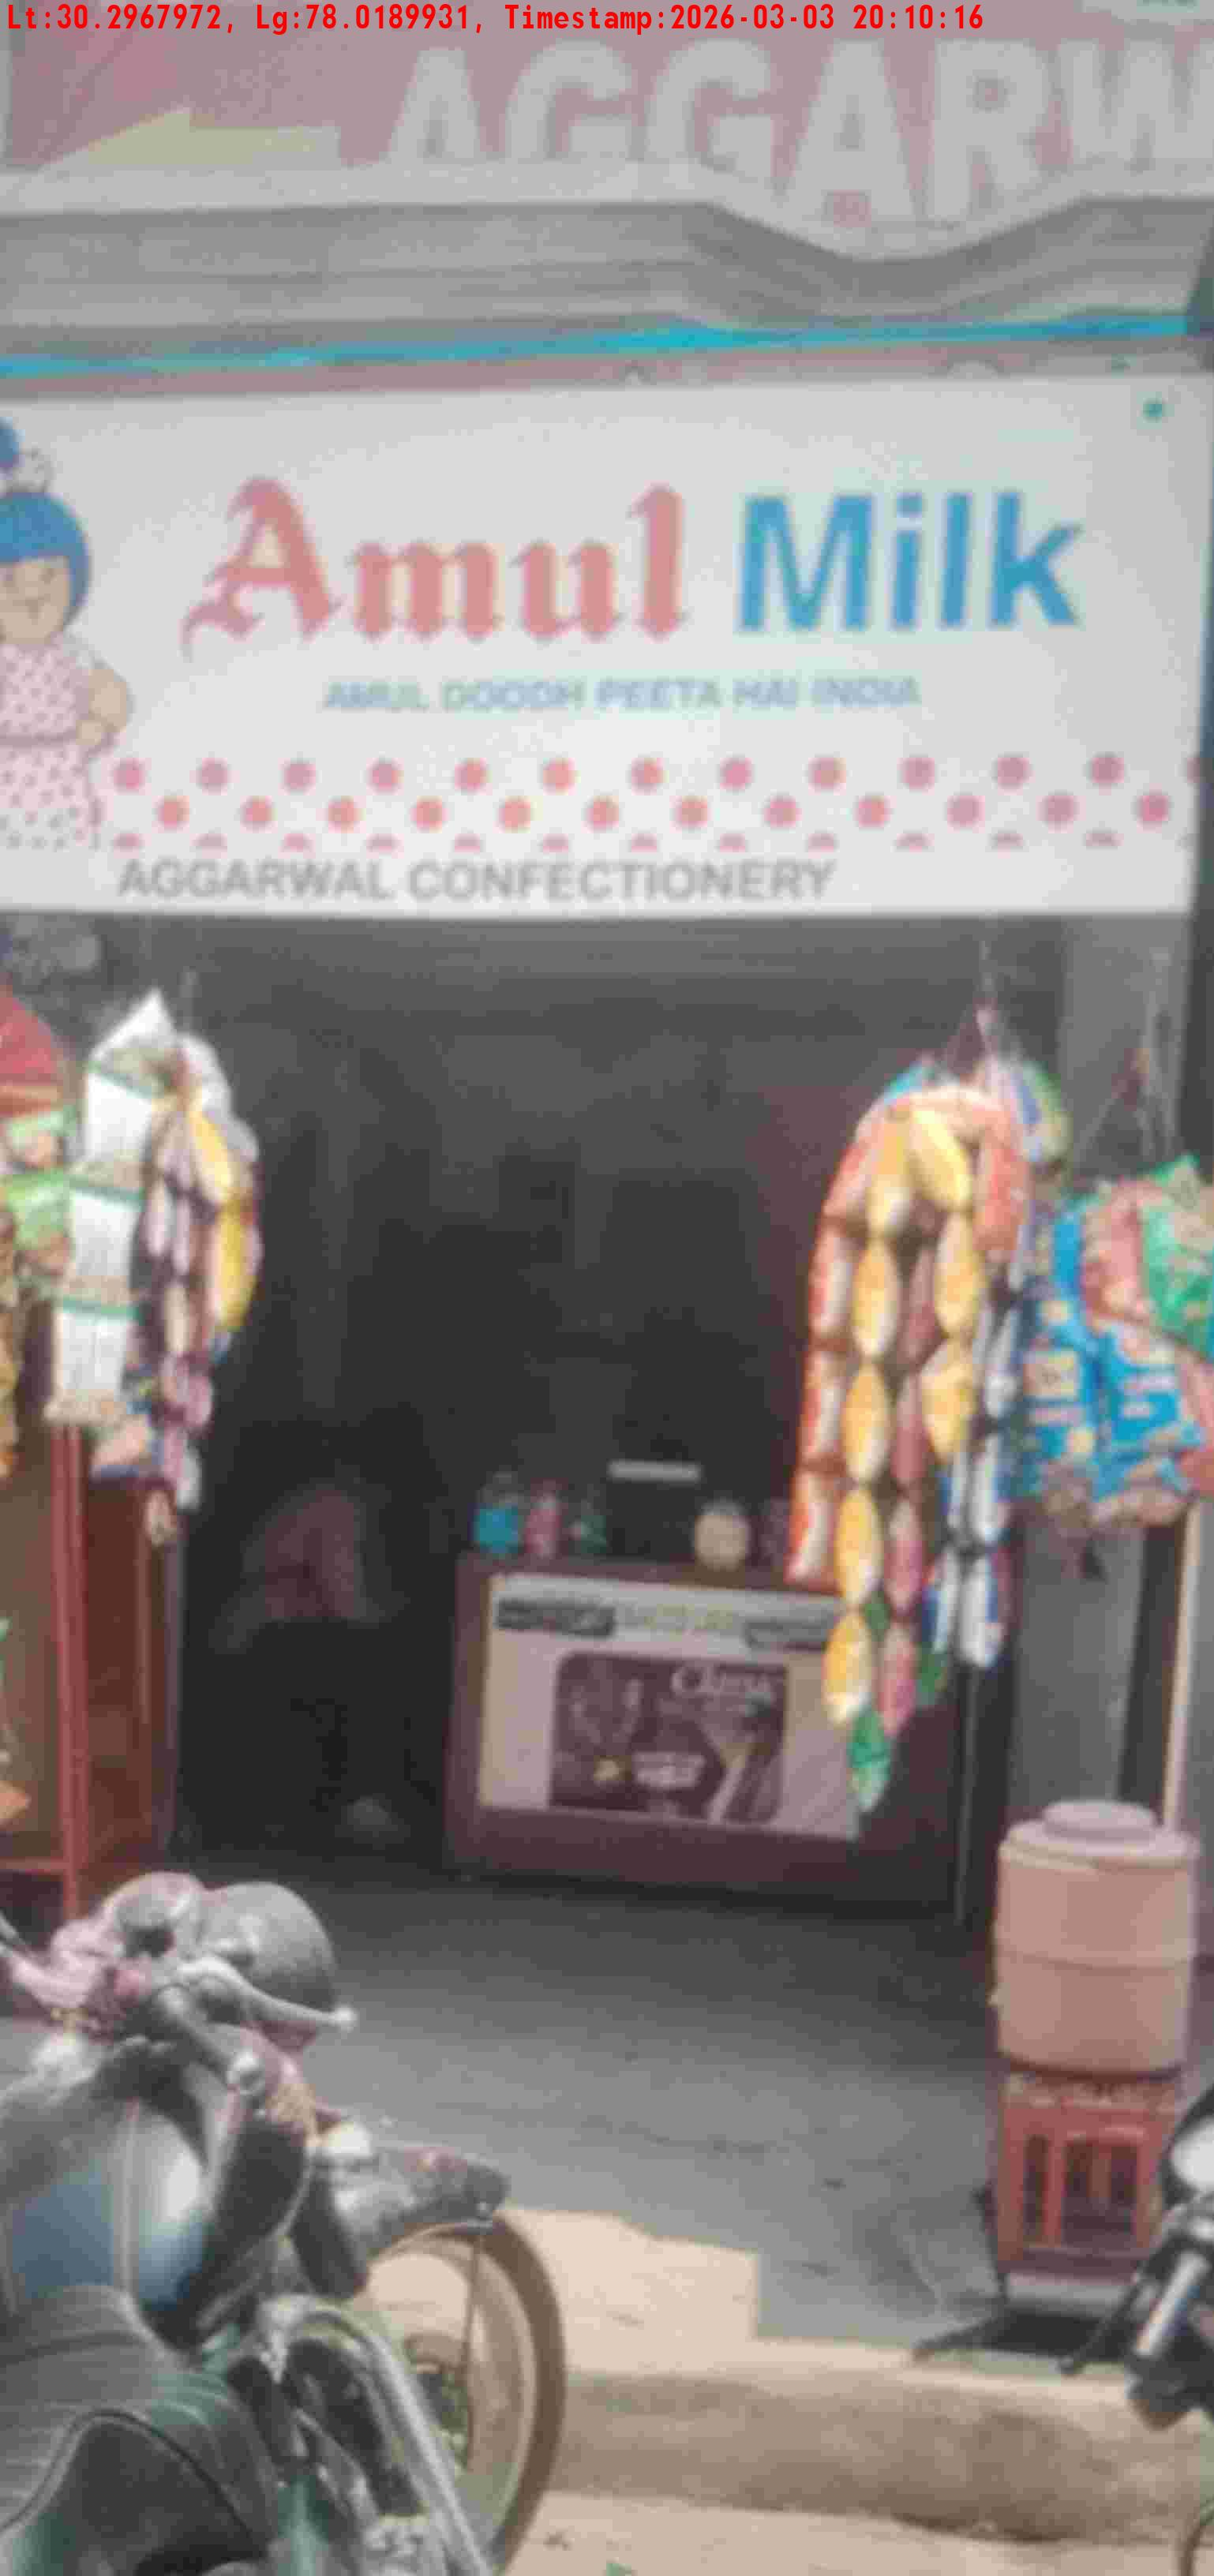 Lt:30.2967972, Lg:78.0189931, Timestamp:2026-03-03 20:10:16
AGGARW
Amul Milk
AMUL DOODH PEETA HAI INDIA
AGGARWAL CONFECTIONERY
Classic